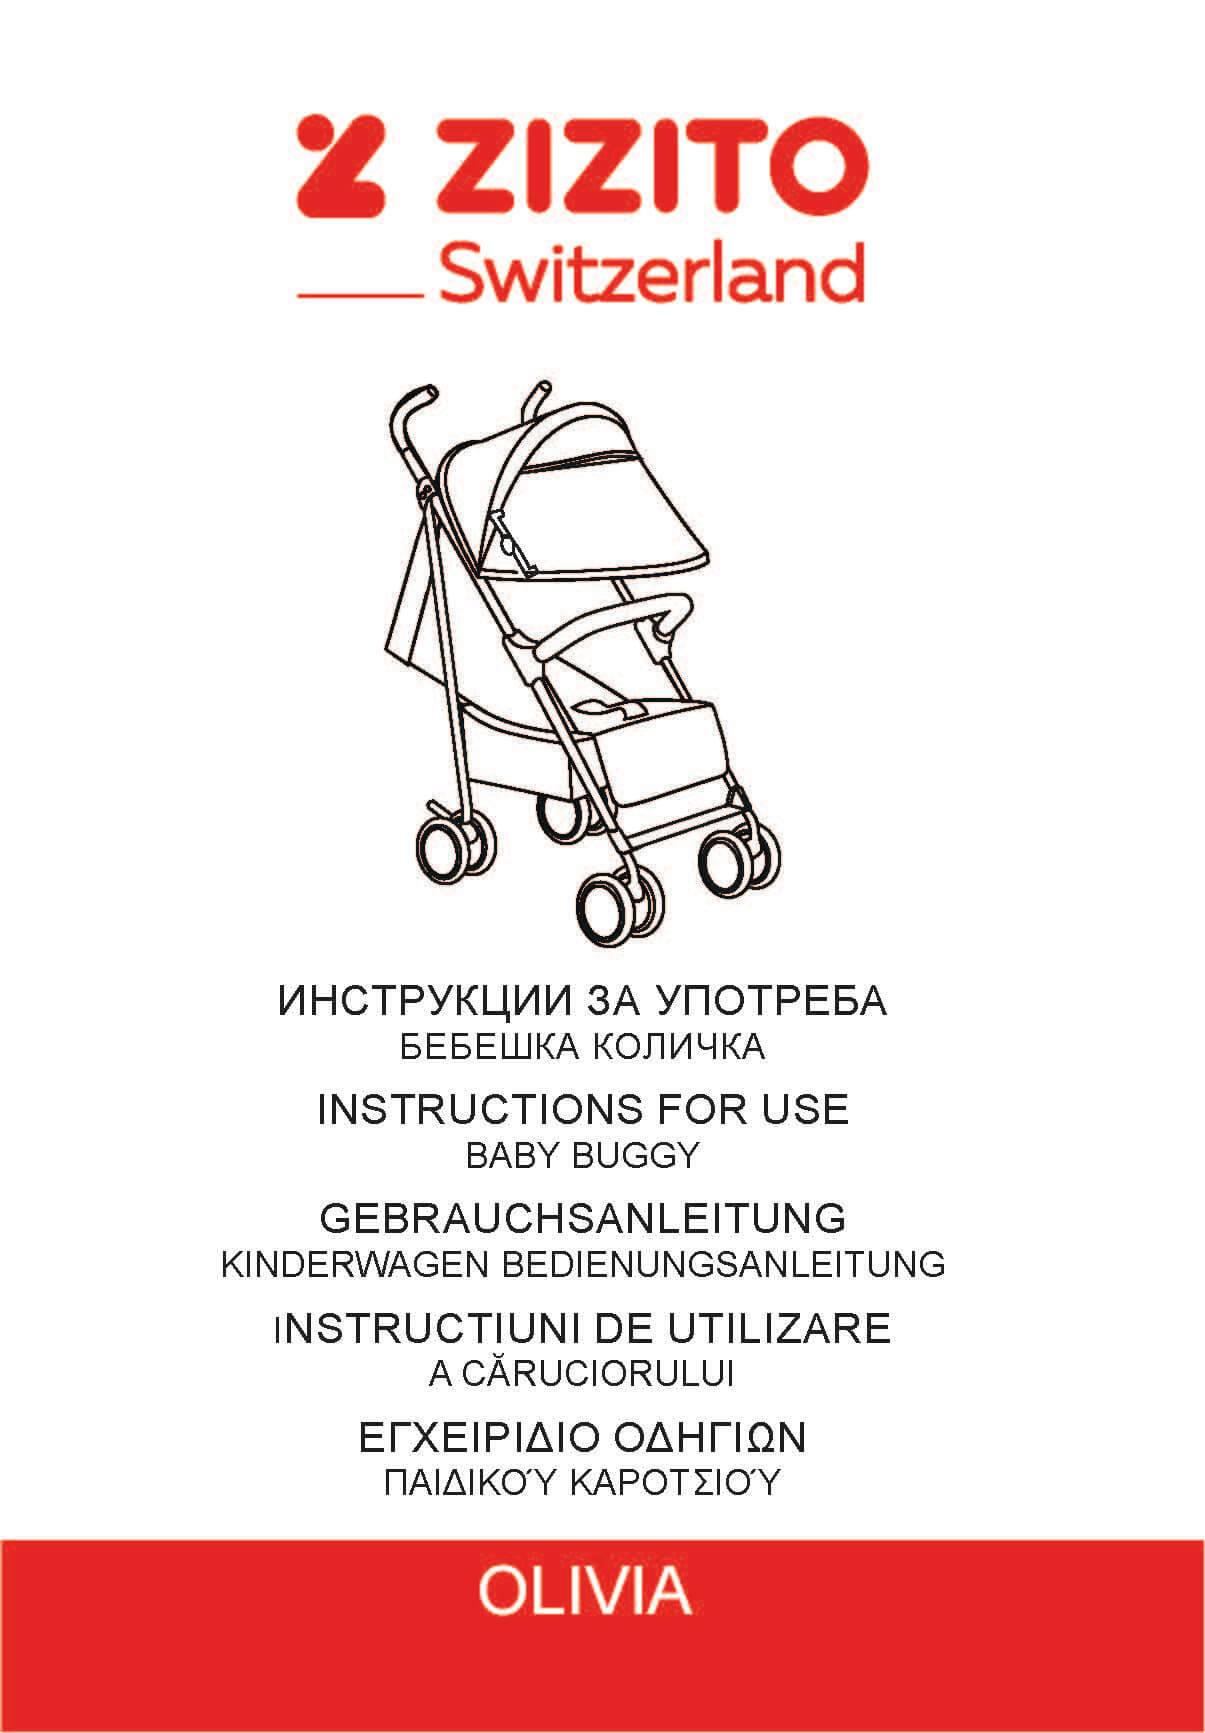 ZIZITO
Switzerland
ИНСТРУКЦИИ ЗА УПОТРЕБА
БЕБЕШКА КОЛИЧКА
INSTRUCTIONS FOR USE
BABY BUGGY
GEBRAUCHSANLEITUNG
KINDERWAGEN BEDIENUNGSANLEITUNG
INSTRUCTIUNI DE UTILIZARE
A CĂRUCIORULUI
ΕΓΧΕΙΡΙΔΙΟ ΟΔΗΓΙΩΝ
ΠΑΙΔΙΚΟΎ ΚΑΡΟΤΣΙΟΎ
OLIVIA